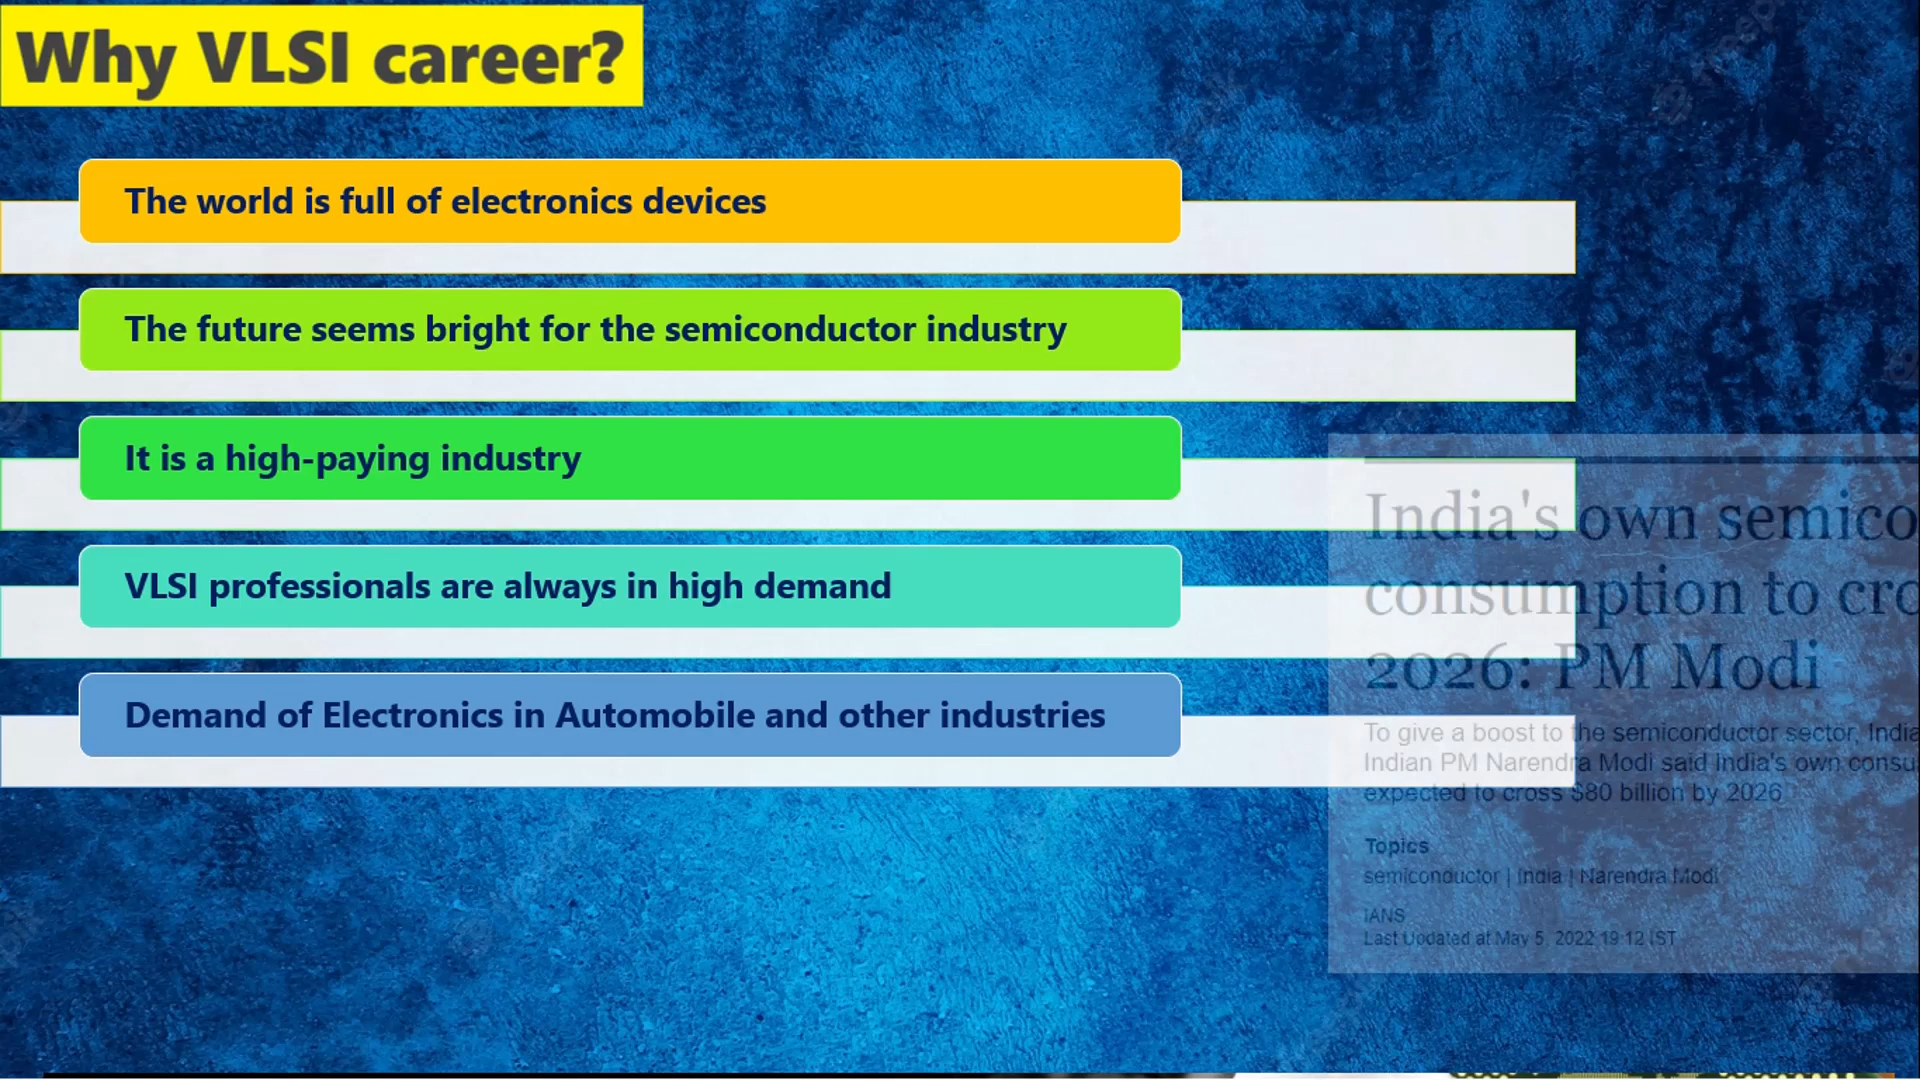 Why VLSI career?
The world is full of electronics devices
The future seems bright for the semiconductor industry
It is a high-paying industry
VLSI professionals are always in high demand
Demand of Electronics in Automobile and other industries
India's own semico
consumption to cro
2026: PM Modi
To give a boost to the semiconductor sector, India
Indian PM Narendra Modi said India's own consu
expected to cross $80 billion by 2026
Topics
semiconductor | India | Narendra Modi
IANS
Last Updated at May 5, 2022 19:12 IST